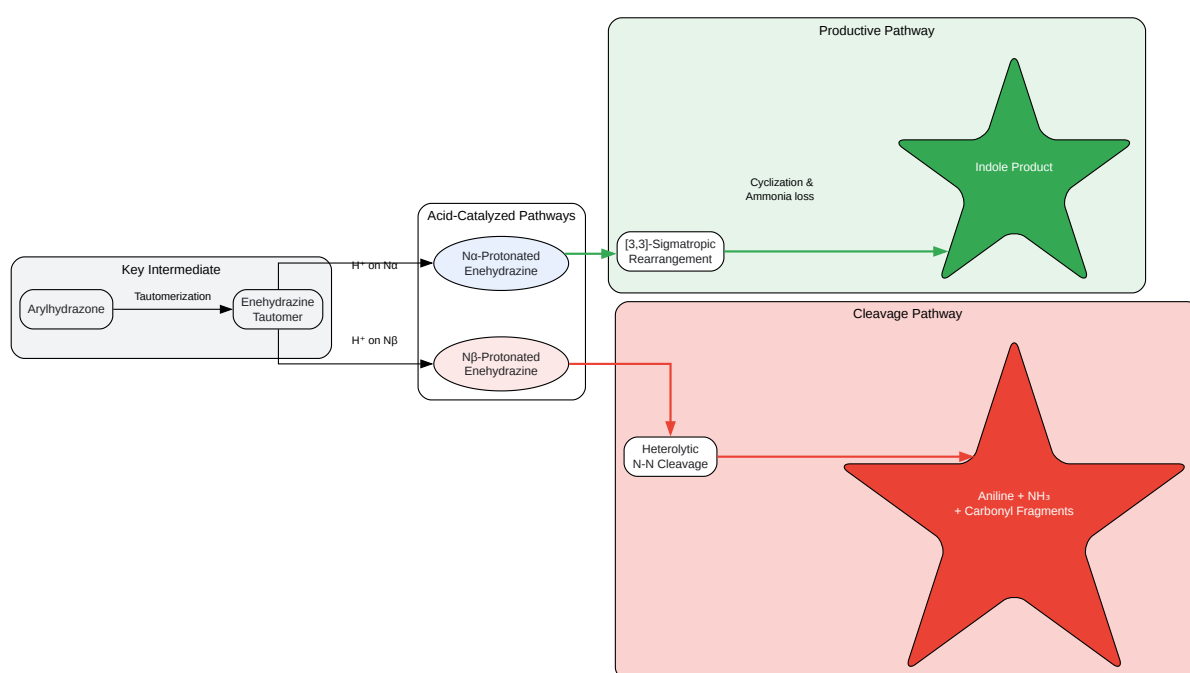 Key Intermediate
Arylhydrazone
Tautomerization
Enehydrazine
Tautomer
H⁺ on Nα
H⁺ on Nβ
Acid-Catalyzed Pathways
Nα-Protonated
Enehydrazine
Nβ-Protonated
Enehydrazine
Productive Pathway
[3,3]-Sigmatropic
Rearrangement
Cyclization &
Ammonia loss
Indole Product
Cleavage Pathway
Heterolytic
N-N Cleavage
Aniline + NH₃
+ Carbonyl Fragments